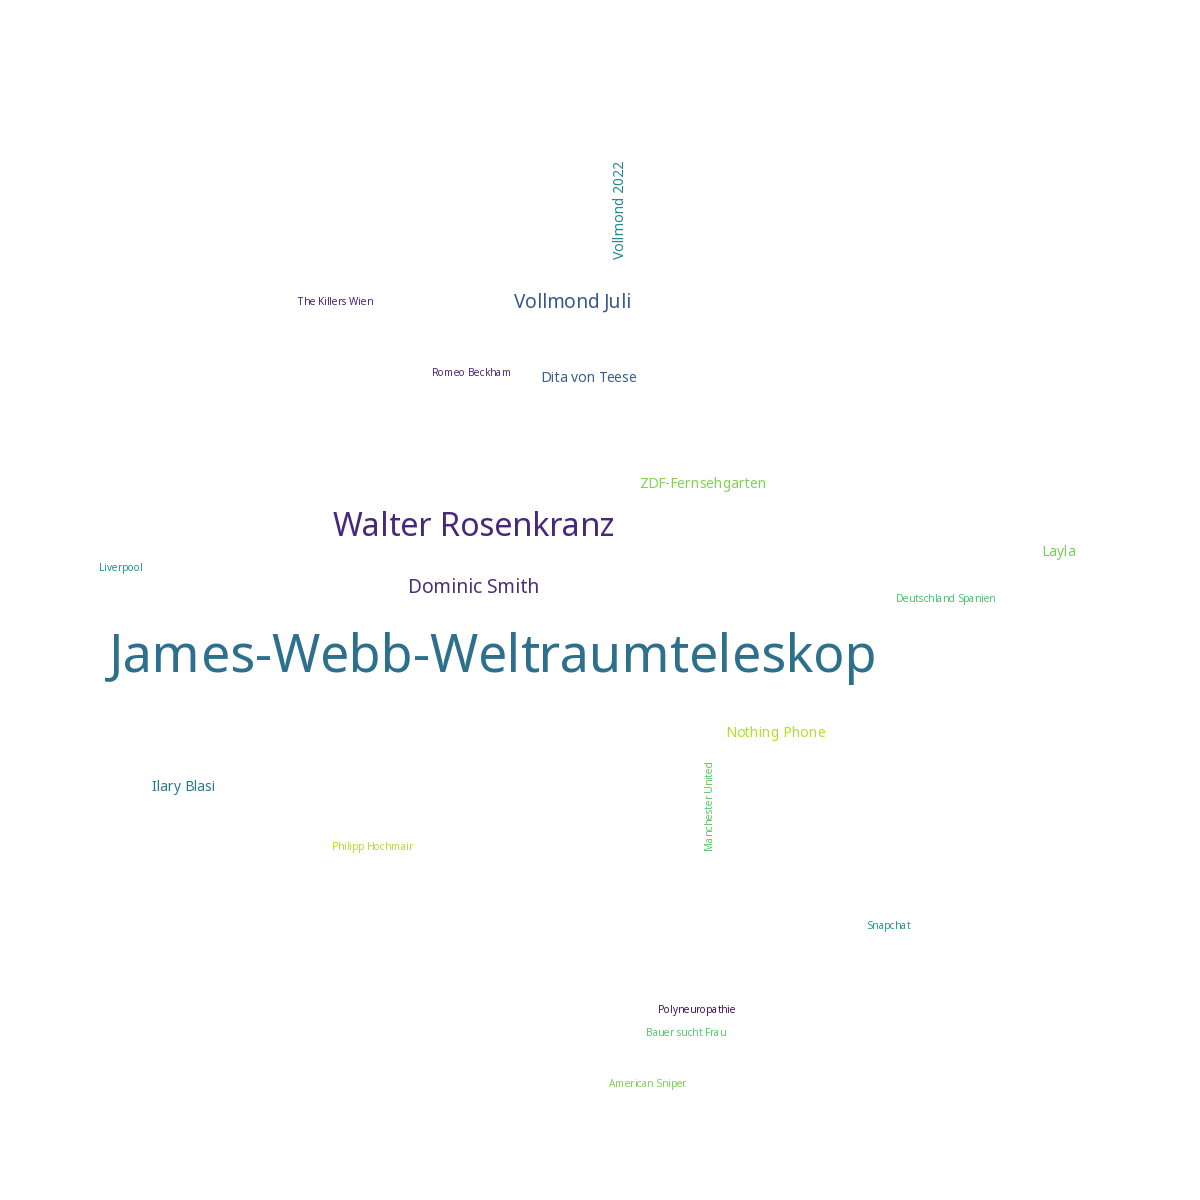 Vollmond 2022
The Killers Wien
Vollmond Juli
Romeo Beckham
Dita von Teese
ZDF-Fernsehgarten
Walter Rosenkranz
Layla
Liverpool
Dominic Smith
Deutschland Spanien
James-Webb-Weltraumteleskop
Nothing Phone
Manchester United
Ilary Blasi
Philipp Hochmair
Snapchat
Polyneuropathie
Bauer sucht Frau
American Sniper